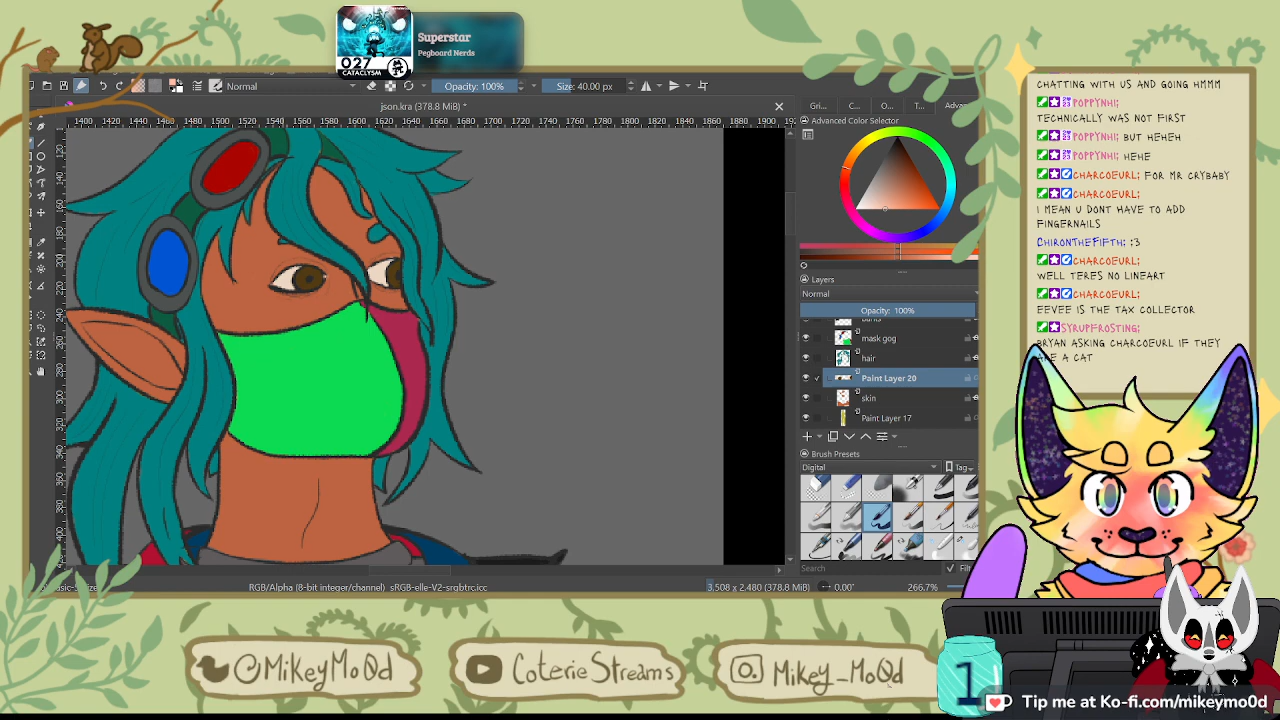 Superstar
Pegboard Nerds
027
CATACLYSM
Normal
Opacity: 100%
Size: 40.00 px
json.kra (378.8 MiB) *
Gri...
C...
O...
T...
Advan
1400 1420 1440 1460 1480 1500 1520 1540 1560 1580 1600 1620 1640 1660 1680 1700 1720 1740 1760 1780 1800 1820 1840 1860 1880 1900
Advanced Color Selector
Layers
Normal
Opacity: 100%
mask gog
hair
Paint Layer 20
skin
Paint Layer 17
Brush Presets
Digital
Tag
Search
RGB/Alpha (8-bit integer/channel) sRGB-elle-V2-srgbtrc.icc
3,508 x 2,480 (378.8 MiB)
0.00°
266.7%
CHATTING WITH US AND GOING HMMM
POPPYNHI;
TECHNICALLY WAS NOT FIRST
POPPYNHI; BUT HEHEH
POPPYNHI; HEHE
CHARCOEURL; FOR MR CRYBABY
CHARCOEURL;
I MEAN U DONT HAVE TO ADD
FINGERNAILS
CHIRONTHEFIFTH; :3
CHARCOEURL;
WELL TERES NO LINEART
CHARCOEURL;
EEVEE IS THE TAX COLLECTOR
SYRUPFROSTING;
BRYAN ASKING CHARCOEURL IF THEY
ARE A CAT
@MikeyMo0d
CoterieStreams
Mikey_Mo0d
1
Tip me at Ko-fi.com/mikeymo0d